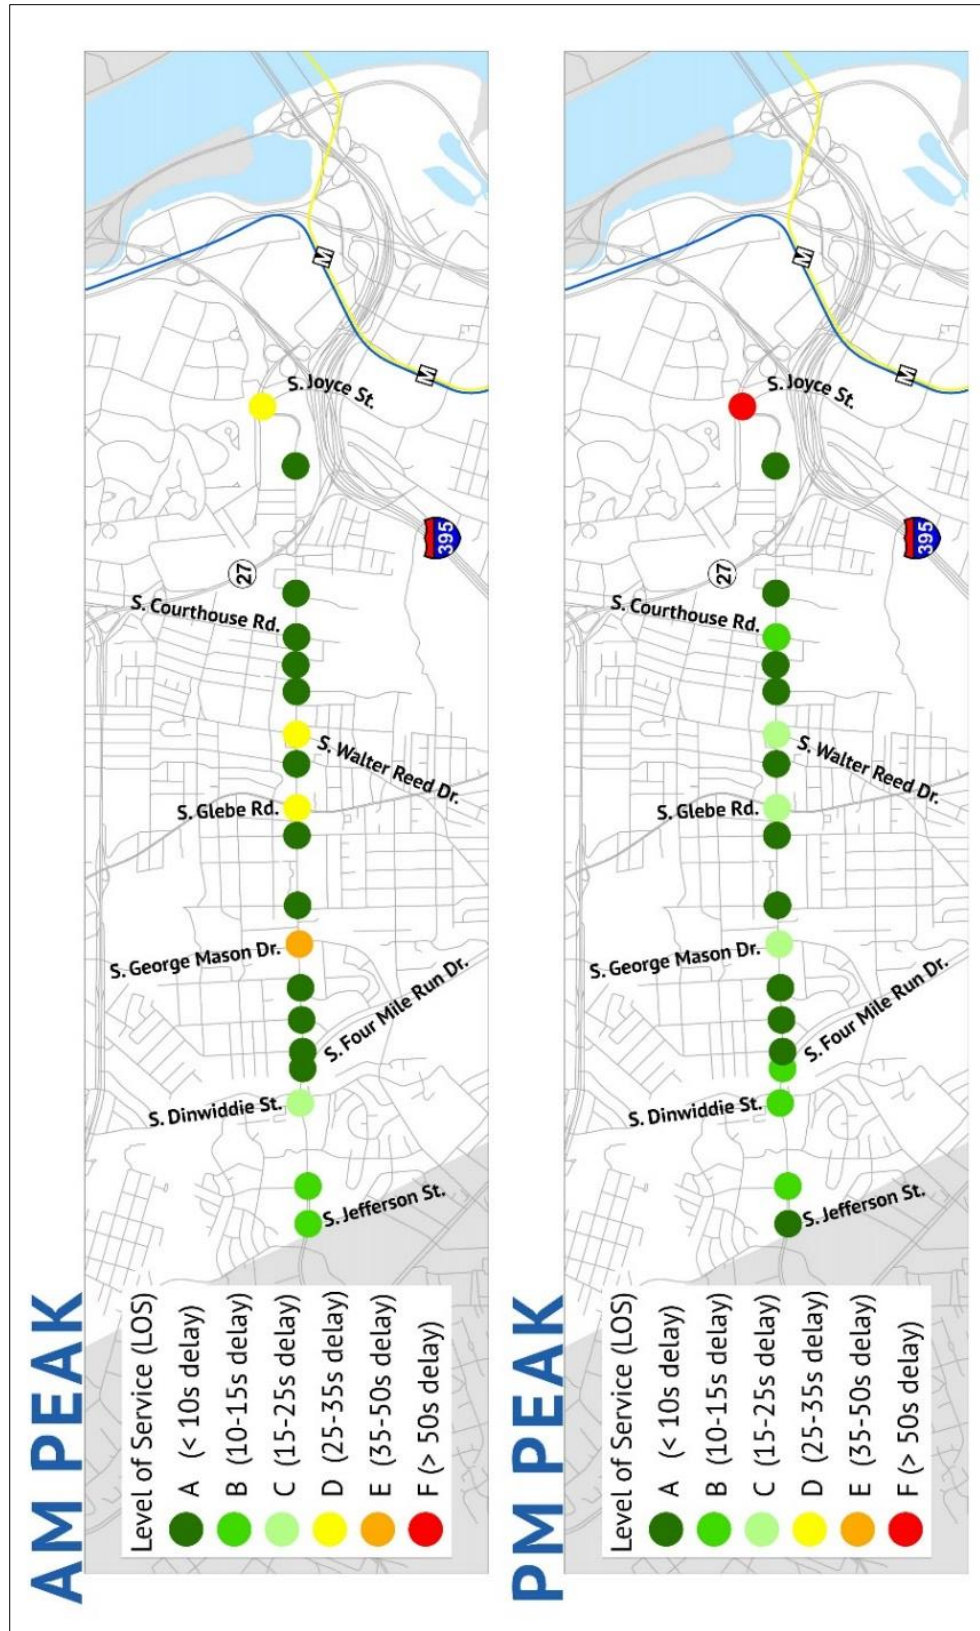 AM PEAK
Level of Service (LOS)
A (< 10s delay)
B (10-15s delay)
C (15-25s delay)
D (25-35s delay)
E (35-50s delay)
F (> 50s delay)
S. Jefferson St.
S. Dinwiddie St.
S. Four Mile Run Dr.
S. George Mason Dr.
S. Glebe Rd.
S. Walter Reed Dr.
S. Courthouse Rd.
27
395
S. Joyce St.
M
M
PM PEAK
Level of Service (LOS)
A (< 10s delay)
B (10-15s delay)
C (15-25s delay)
D (25-35s delay)
E (35-50s delay)
F (> 50s delay)
S. Jefferson St.
S. Dinwiddie St.
S. Four Mile Run Dr.
S. George Mason Dr.
S. Glebe Rd.
S. Walter Reed Dr.
S. Courthouse Rd.
27
395
S. Joyce St.
M
M